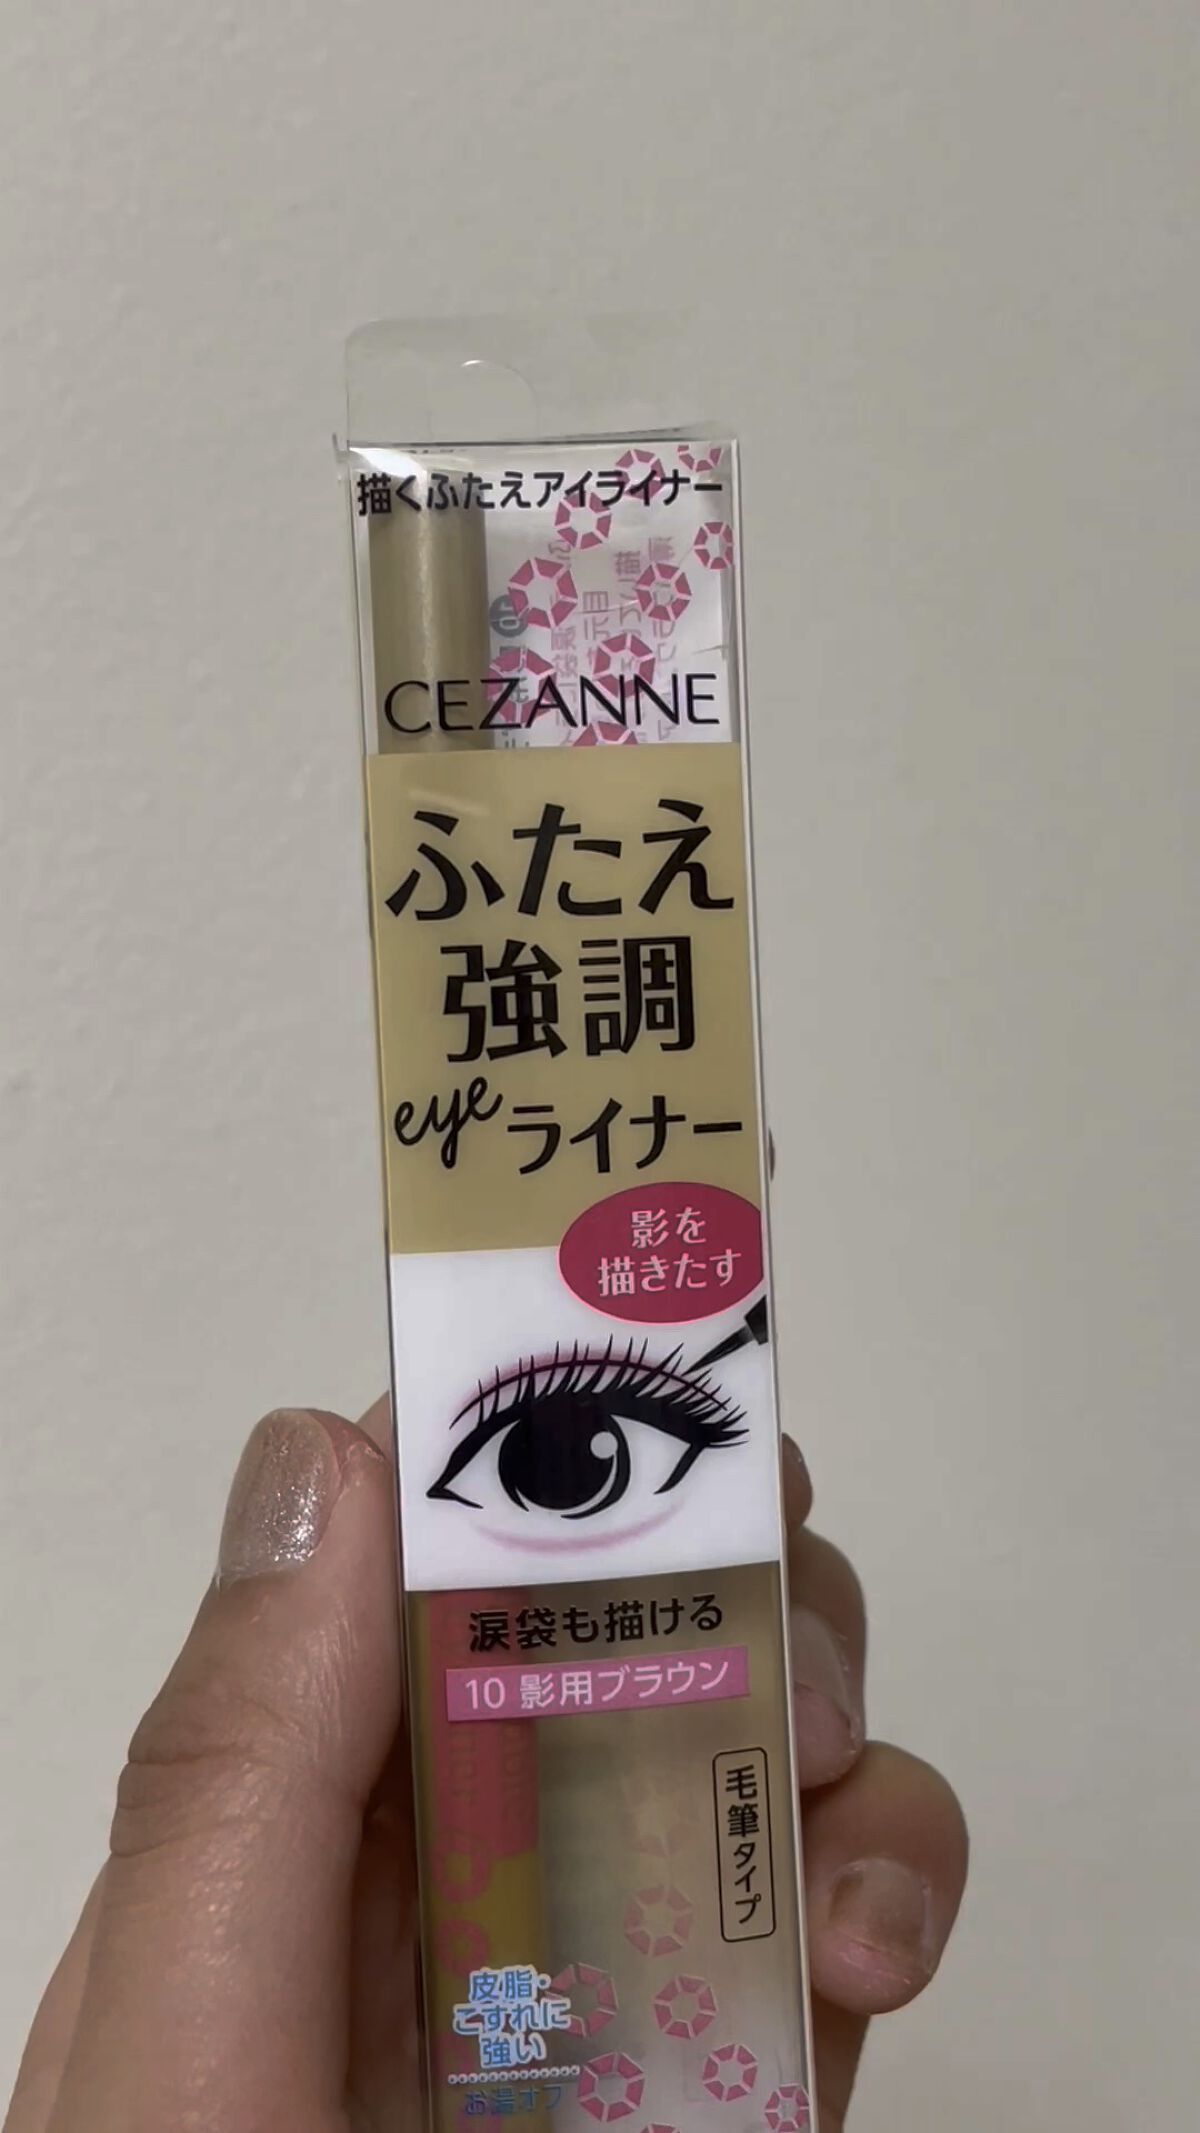 描くふたえアイライナー
CEZANNE
ふたえ
強調
eyeライナー
影を
描きたす
涙袋も描ける
10 影用ブラウン
毛筆タイプ
皮脂・
こすれに
強い
お湯オフ